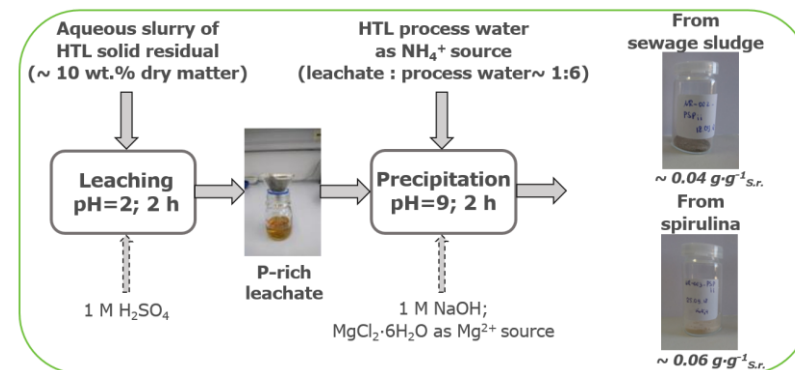 Aqueous slurry of
HTL solid residual
(~ 10 wt.% dry matter)
HTL process water
as NH₄⁺ source
(leachate : process water~ 1:6)
From
sewage sludge
Leaching
pH=2; 2 h
Precipitation
pH=9; 2 h
~ 0.04 g·g⁻¹S.r.
From
spirulina
P-rich
leachate
1 M H₂SO₄
1 M NaOH;
MgCl₂·6H₂O as Mg²⁺ source
~ 0.06 g·g⁻¹S.r.